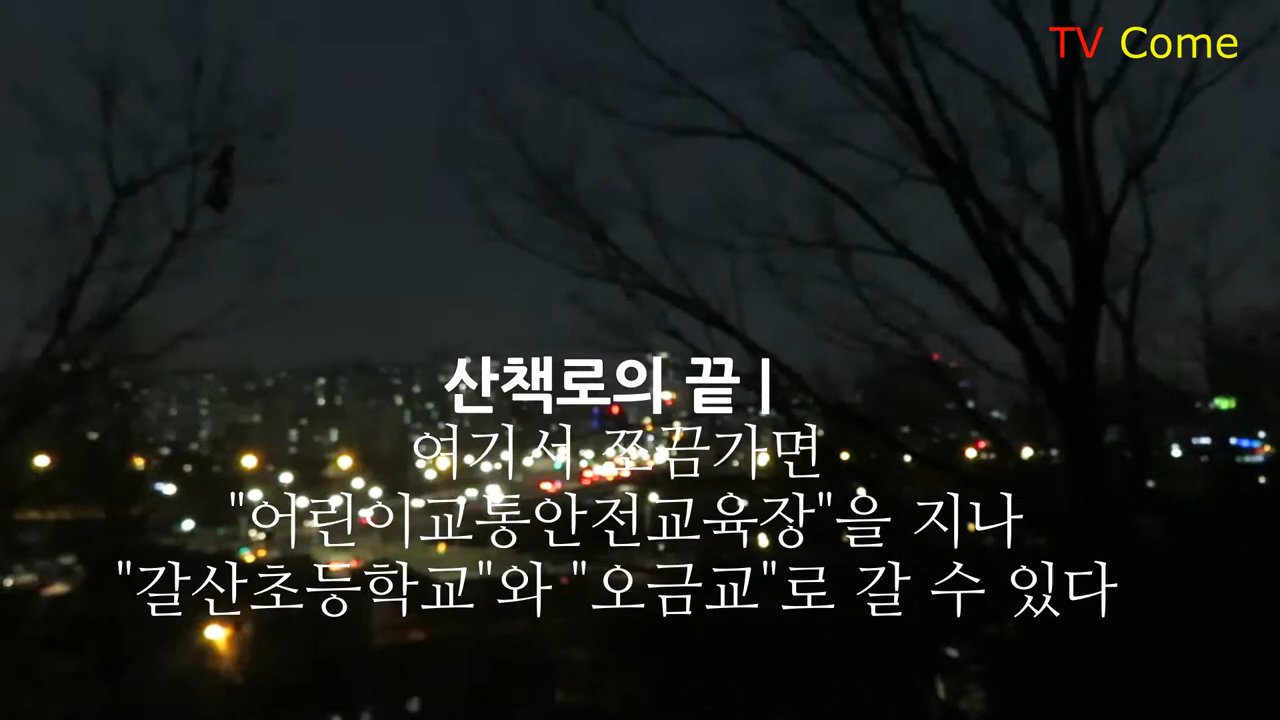 TV Come
산책로의 끝 |
여기서 쪼끔가면
"어린이교통안전교육장"을 지나
"갈산초등학교"와 "오금교"로 갈 수 있다